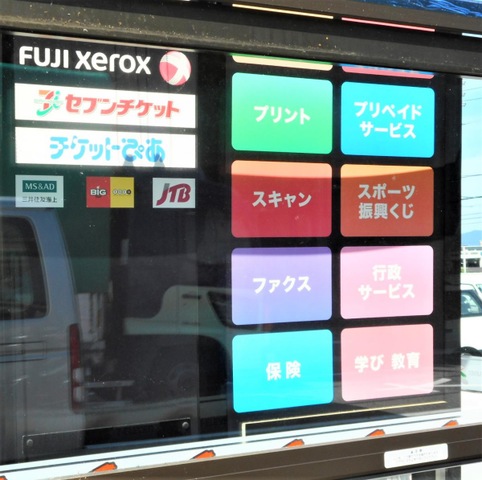 FUJI xerox
セブンチケット
チケットぴあ
MS&AD
三井住友海上
BIG
JTB
プリント
プリペイド
サービス
スキャン
スポーツ
振興くじ
ファクス
行政
サービス
保険
学び 教育